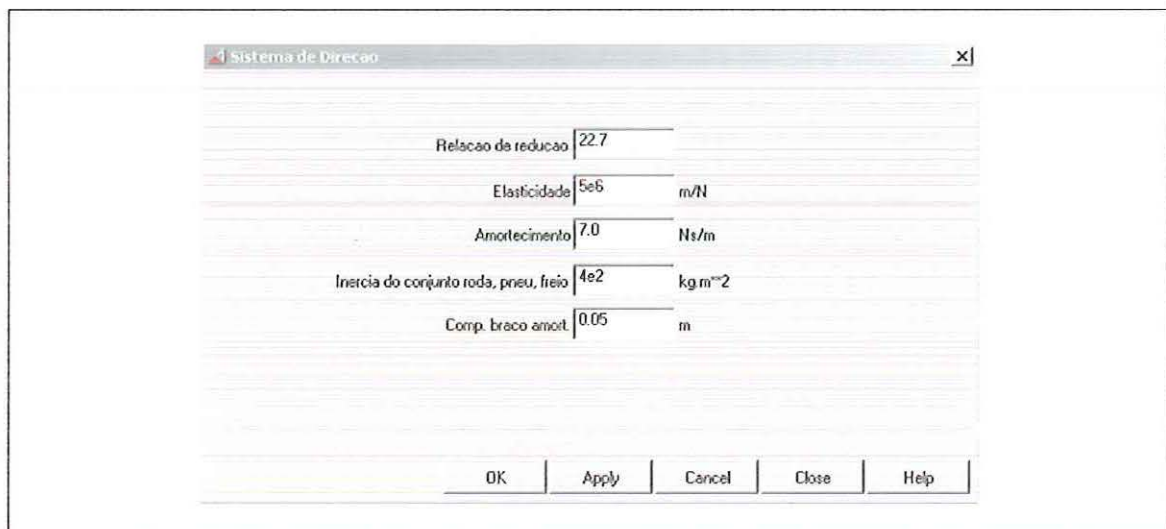 Sistema de Direcao
Relacao de reducao 22.7
Elasticidade 5e6 m/N
Amortecimento 7.0 Ns/m
Inercia do conjunto roda, pneu, freio 4e2 kg.m**2
Comp. braco amort. 0.05 m
OK Apply Cancel Close Help